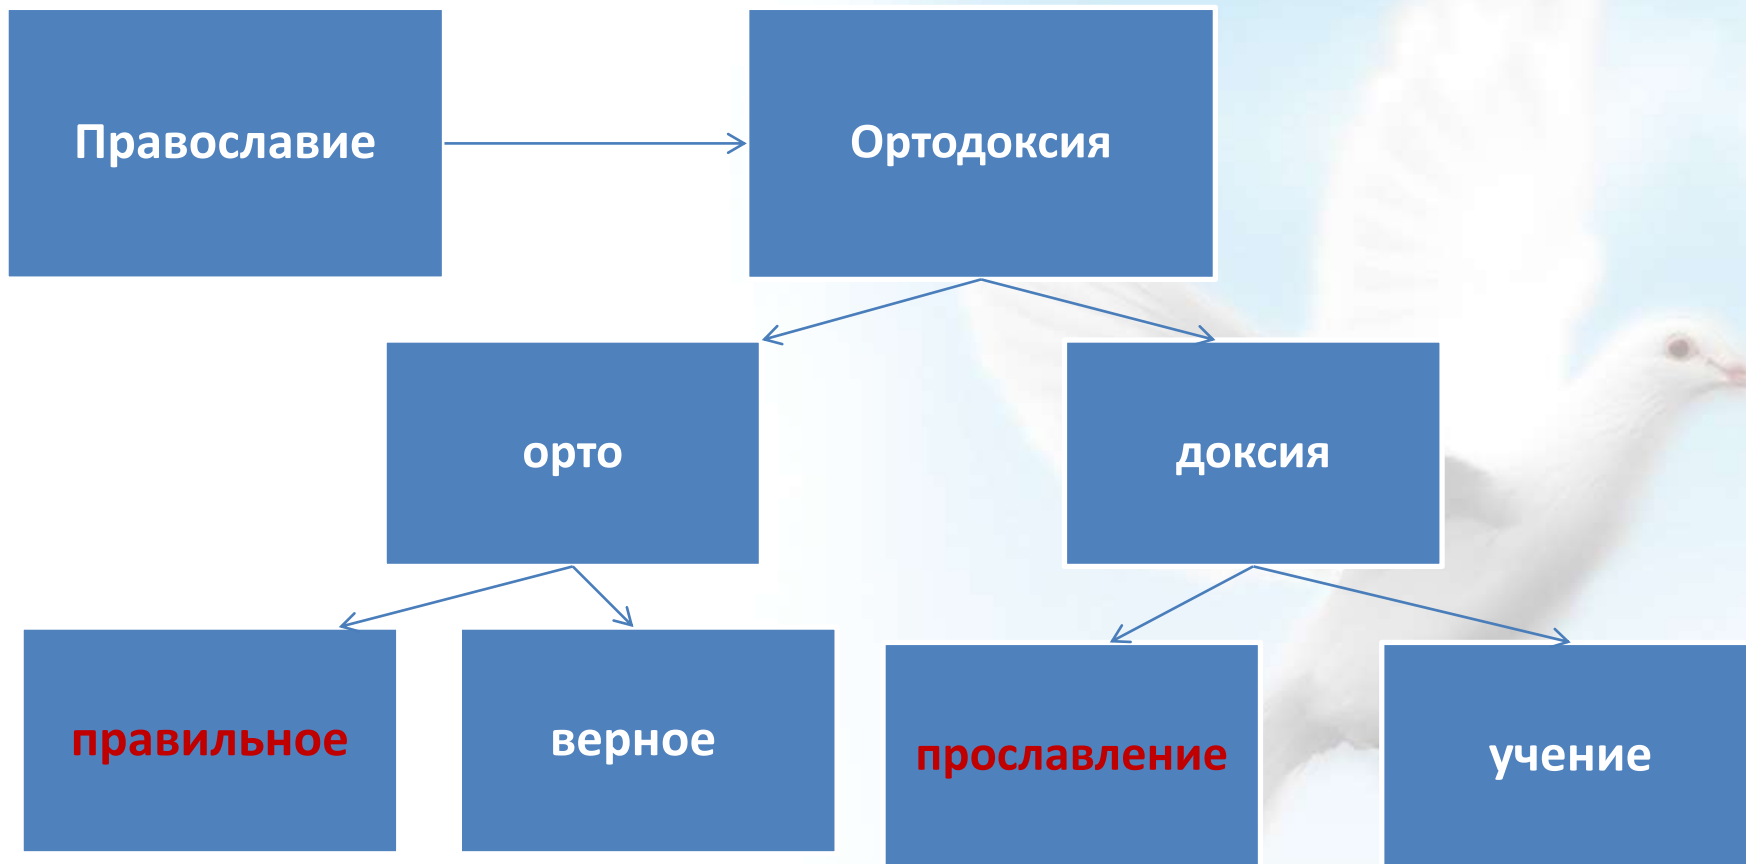 Православие
Ортодоксия
орто
доксия
правильное
верное
прославление
учение